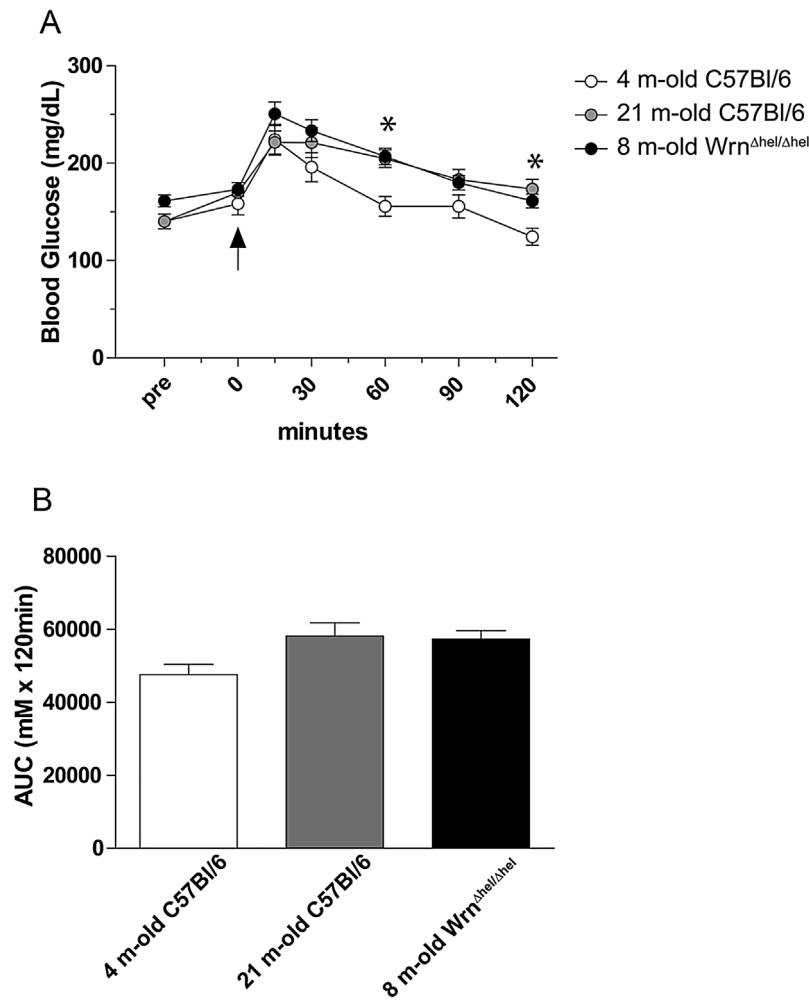 A
300
200
100
0
Blood Glucose (mg/dL)
*
*
pre
0
30
60
90
120
minutes
4 m-old C57Bl/6
21 m-old C57Bl/6
8 m-old Wrn^Δhel/Δhel
B
80000
60000
40000
20000
0
AUC (mM x 120min)
4 m-old C57Bl/6
21 m-old C57Bl/6
8 m-old Wrn^Δhel/Δhel